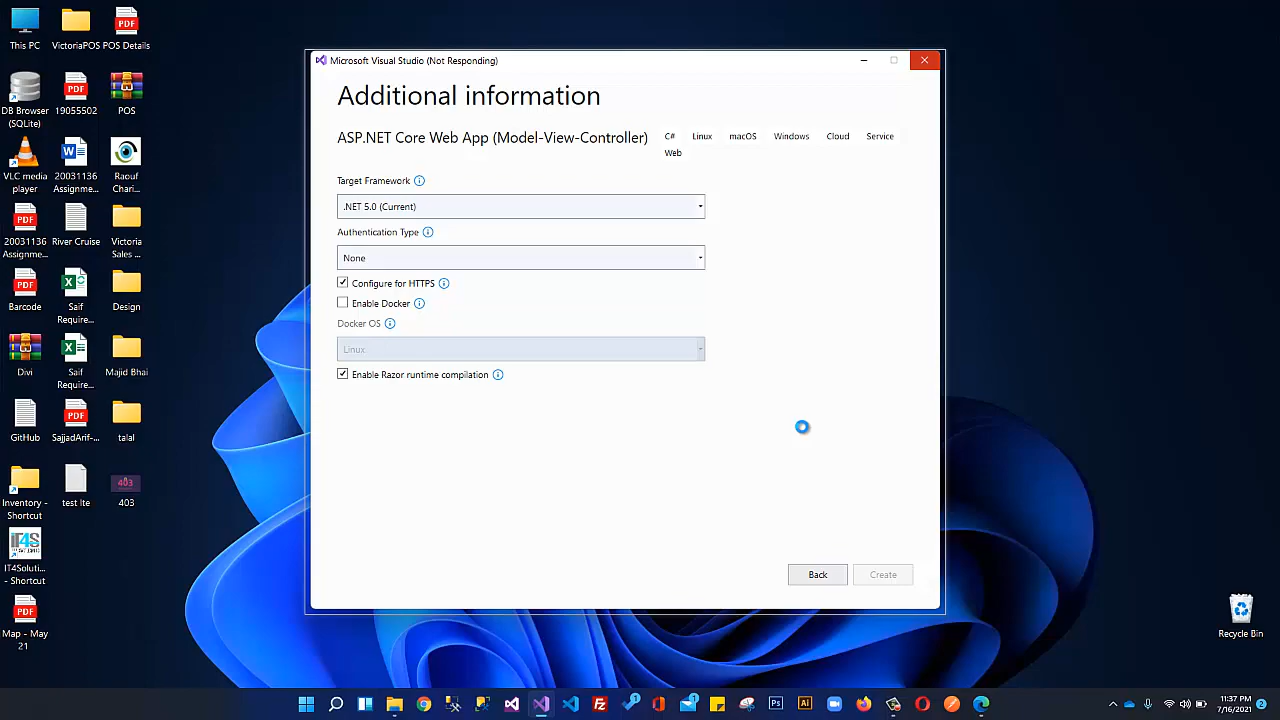 This PC
VictoriaPOS
POS Details
DB Browser
(SQLite)
19055502
POS
VLC media
player
20031136
Assignme...
Raouf
Chari...
20031136
Assignme...
River Cruise
Victoria
Sales ...
Barcode
Saif
Require...
Design
Divi
Saif
Require...
Majid Bhai
GitHub
SajjadArif-...
talal
Inventory -
Shortcut
test lte
403
403
IT4S
IT4Soluti...
- Shortcut
Map - May
21
Microsoft Visual Studio (Not Responding)
Additional information
ASP.NET Core Web App (Model-View-Controller)
C# Linux macOS Windows Cloud Service
Web
Target Framework
.NET 5.0 (Current)
Authentication Type
None
Configure for HTTPS
Enable Docker
Docker OS
Linux
Enable Razor runtime compilation
Back
Create
Recycle Bin
11:37 PM
7/16/2021